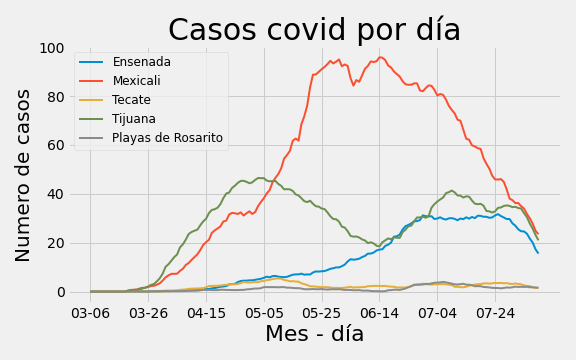 Casos covid por día
Numero de casos
100
80
60
40
20
0
Ensenada
Mexicali
Tecate
Tijuana
Playas de Rosarito
03-06 03-26 04-15 05-05 05-25 06-14 07-04 07-24
Mes - día